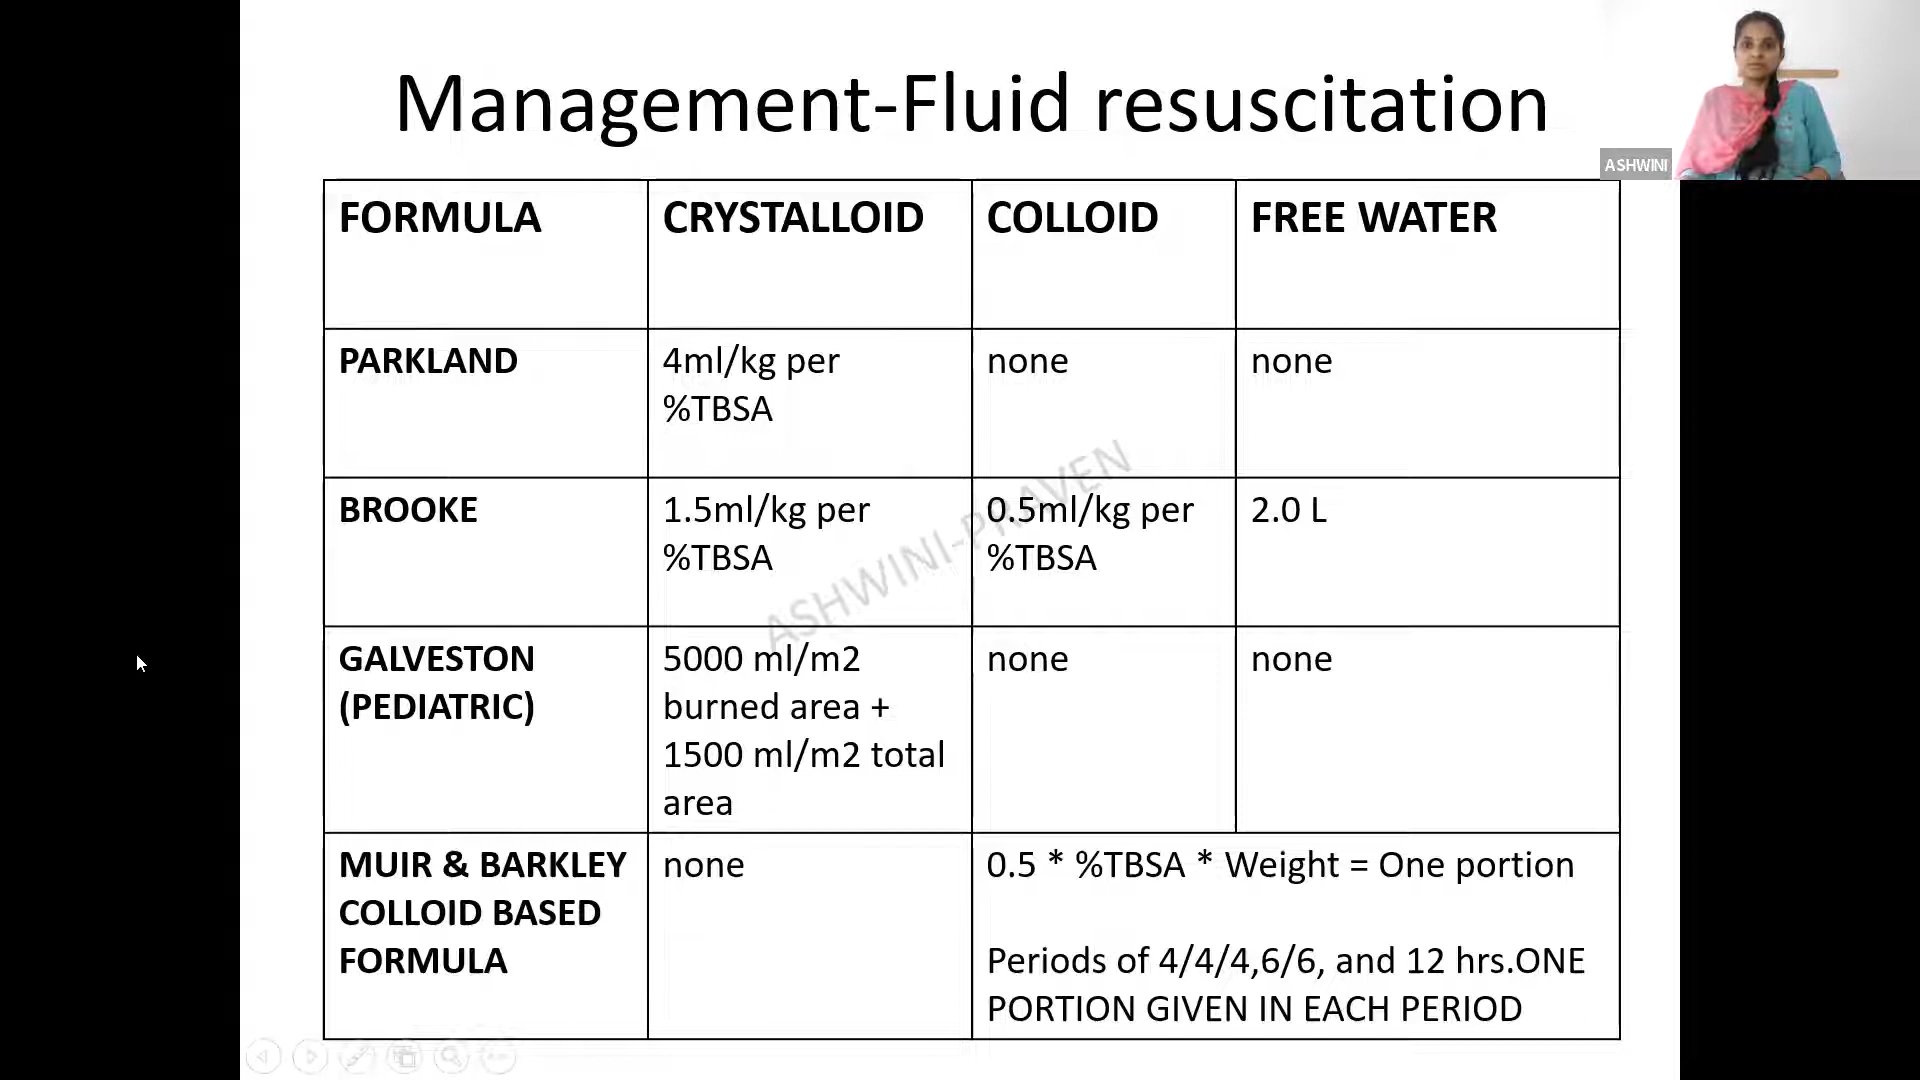 Management-Fluid resuscitation
ASHWINI
FORMULA
CRYSTALLOID
COLLOID
FREE WATER
PARKLAND
4ml/kg per
%TBSA
none
none
BROOKE
1.5ml/kg per
%TBSA
0.5ml/kg per
%TBSA
2.0 L
GALVESTON
(PEDIATRIC)
5000 ml/m2
burned area +
1500 ml/m2 total
area
none
none
MUIR & BARKLEY
COLLOID BASED
FORMULA
none
0.5 * %TBSA * Weight = One portion
Periods of 4/4/4,6/6, and 12 hrs.ONE
PORTION GIVEN IN EACH PERIOD
ASHWINI-PRAVEN